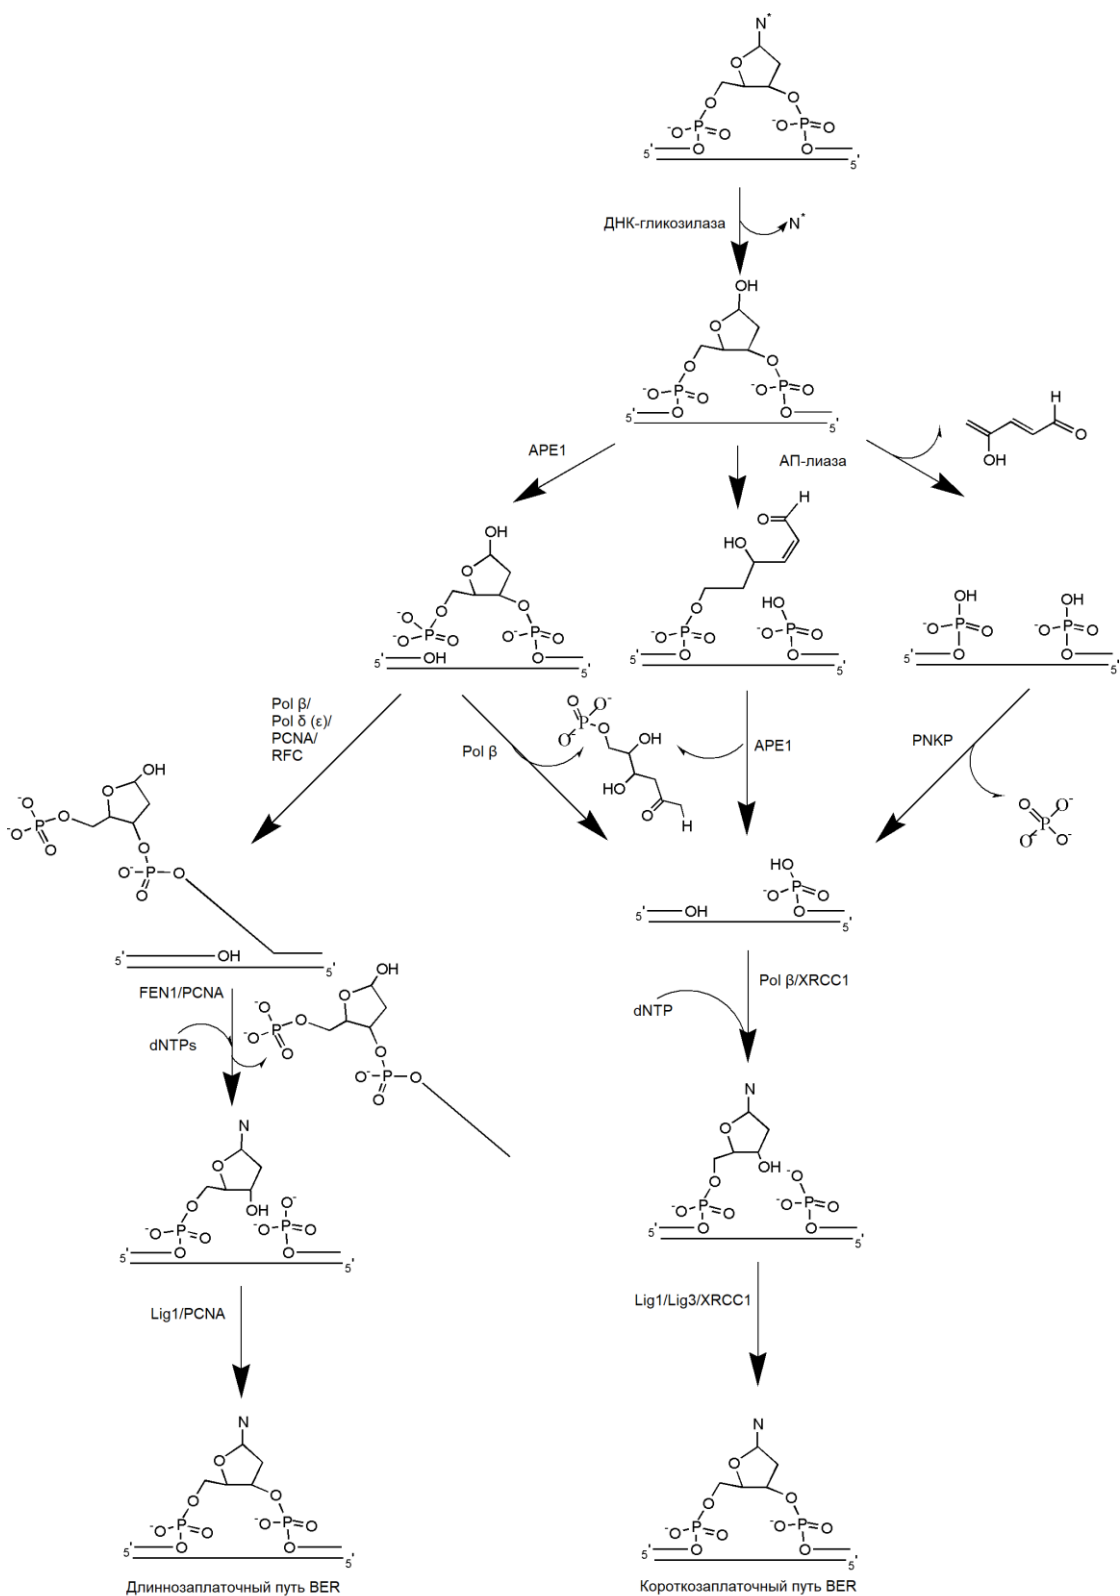 N*
O
O O
-O P O -O P O
5' O O 5'
ДНК-гликозилаза N*
OH
O
O O
-O P O -O P O
5' O O 5'
H
O
OH
APE1
АП-лиаза
OH
O
O O
-O
-O P O -O P O
5' OH O 5'
H
O
HO
O HO
-O P O -O P O
5' O O 5'
OH OH
-O P O -O P O
5' O O 5'
Pol β/
Pol δ (ε)/
PCNA/
RFC
Pol β
O-
O P O- O OH
HO
O H
APE1
PNKP
O O-
O- P O-
OH
O
-O
-O P O
O
O
-O P O
O
5' OH 5'
HO
-O P O
5' OH O 5'
FEN1/PCNA
dNTPs
OH
O
O-
-O P O
O
O
-O P O
O
Pol β/XRCC1
dNTP
N
O
O OH O-
-O P O -O P O
5' O O 5'
N
O
OH -O
O
-O P O -O P O
5' O O 5'
Lig1/PCNA
Lig1/Lig3/XRCC1
N
O
O O
-O P O -O P O
5' O O 5'
N
O
O O
-O P O -O P O
5' O O 5'
Длиннозаплаточный путь BER
Короткозаплаточный путь BER